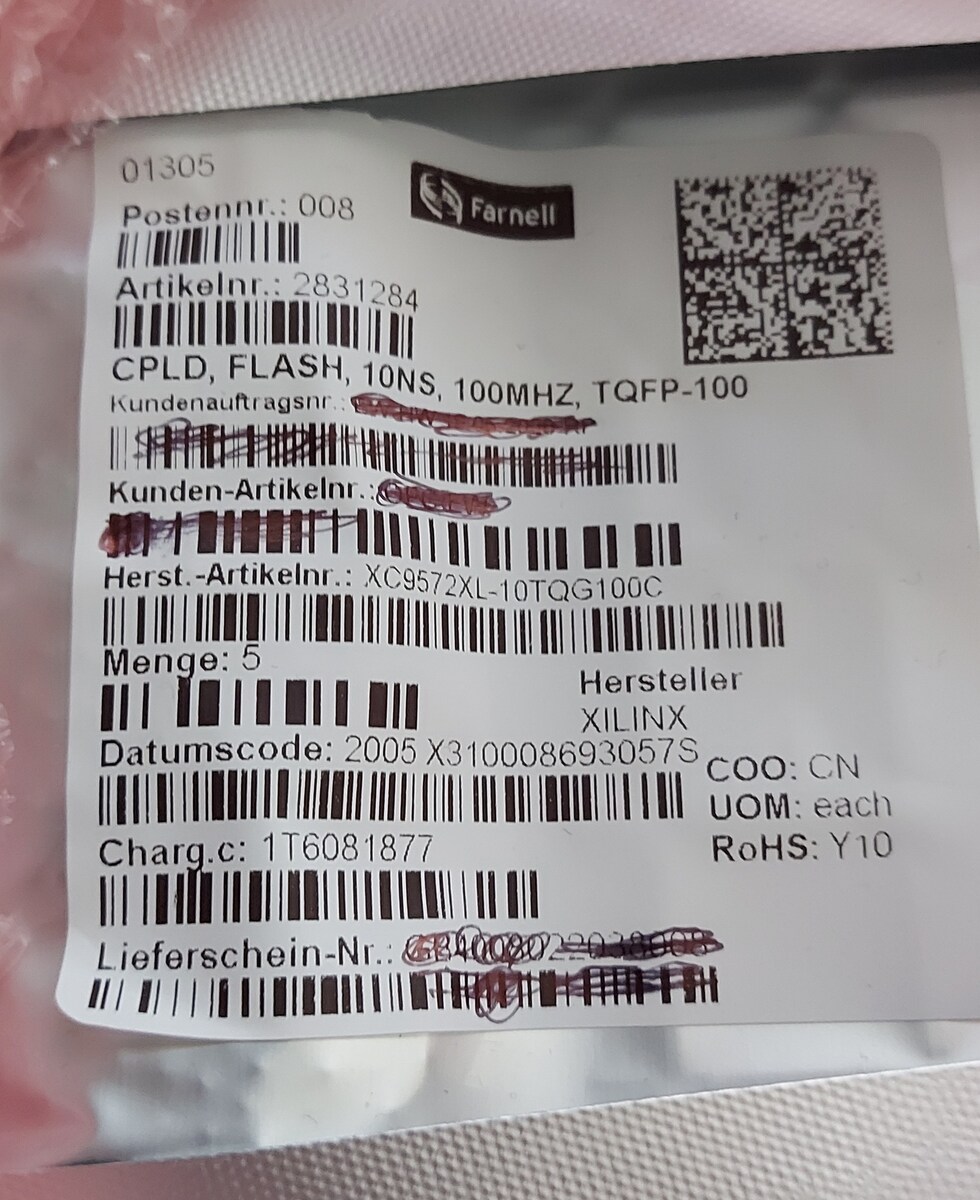 01305
Farnell
Postennr.: 008
Artikelnr.: 2831284
CPLD, FLASH, 10NS, 100MHZ, TQFP-100
Kundenauftragsnr.:
Kunden-Artikelnr.:
Herst.-Artikelnr.: XC9572XL-10TQG100C
Menge: 5
Hersteller
XILINX
Datumscode: 2005 X310008693057S
COO: CN
UOM: each
RoHS: Y10
Charg.c: 1T6081877
Lieferschein-Nr.: